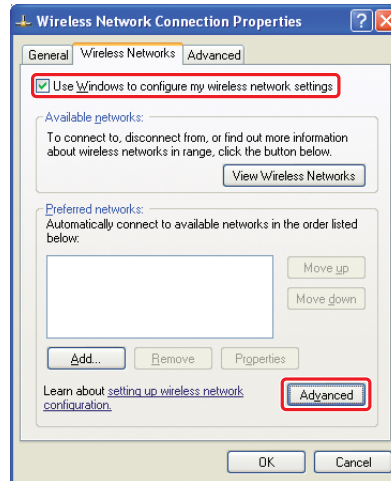 Wireless Network Connection Properties
General Wireless Networks Advanced
Use Windows to configure my wireless network settings
Available networks:
To connect to, disconnect from, or find out more information
about wireless networks in range, click the button below.
View Wireless Networks
Preferred networks:
Automatically connect to available networks in the order listed
below:
Move up
Move down
Add... Remove Properties
Learn about setting up wireless network
configuration.
Advanced
OK Cancel